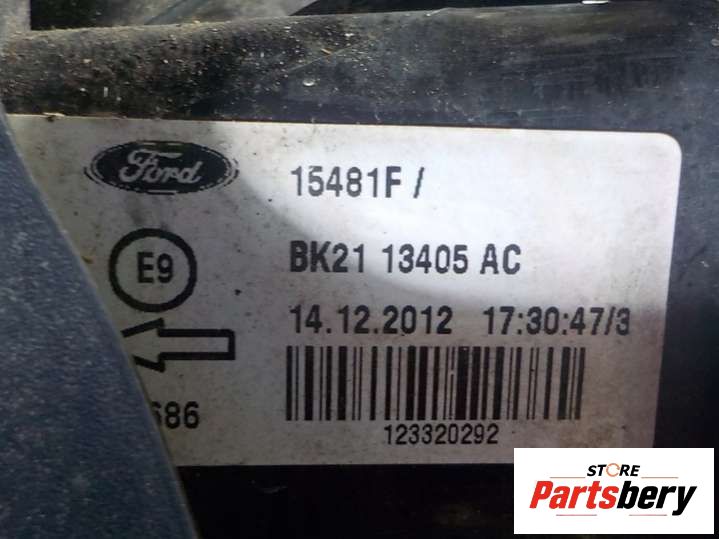 Ford
15481F /
E9
BK21 13405 AC
14.12.2012 17:30:47/3
686
123320292
STORE
Partsbery